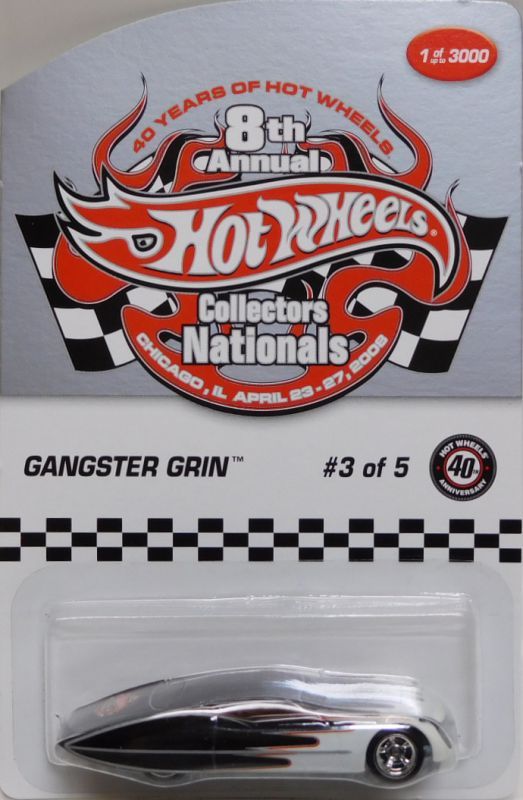 1 of up to 3000
40 YEARS OF HOT WHEELS
8th
Annual
HOT WHEELS®
Collectors
Nationals
CHICAGO, IL APRIL 23-27, 2008
GANGSTER GRIN™
#3 of 5
HOT WHEELS®
40TH
ANNIVERSARY